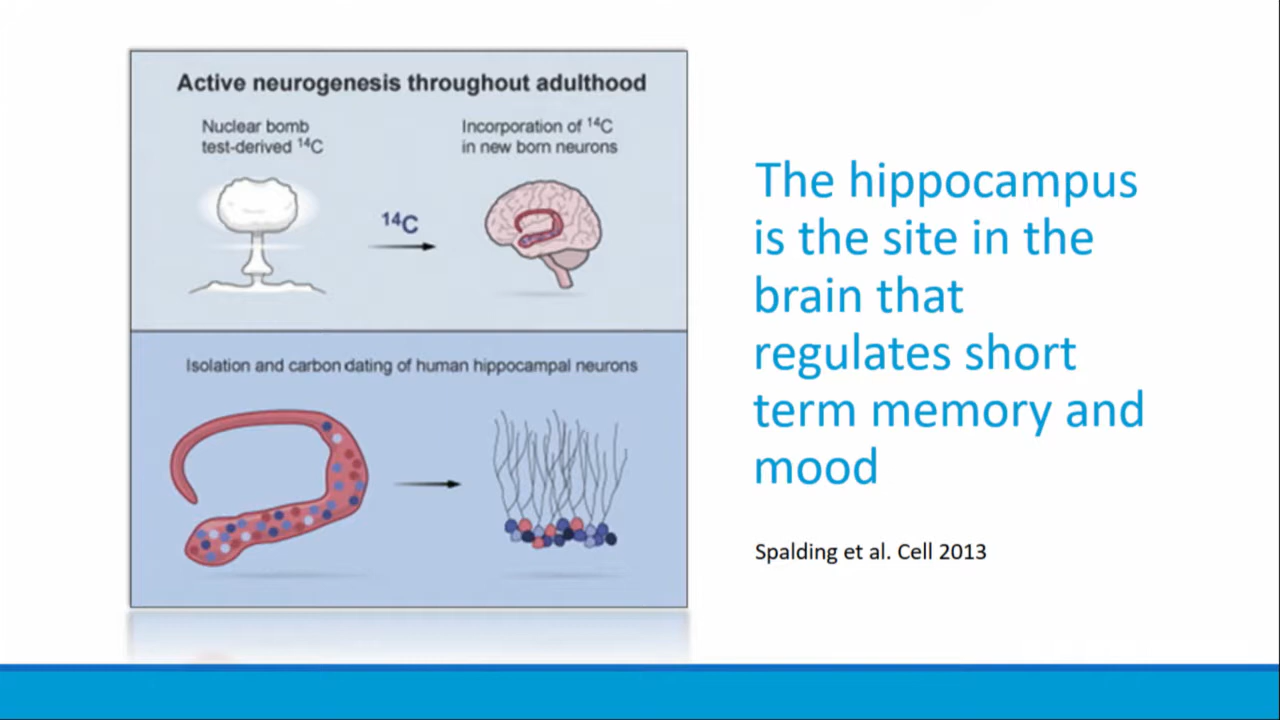 Active neurogenesis throughout adulthood
Nuclear bomb
test-derived ¹⁴C
Incorporation of ¹⁴C
in new born neurons
¹⁴C
Isolation and carbon dating of human hippocampal neurons
The hippocampus
is the site in the
brain that
regulates short
term memory and
mood
Spalding et al. Cell 2013